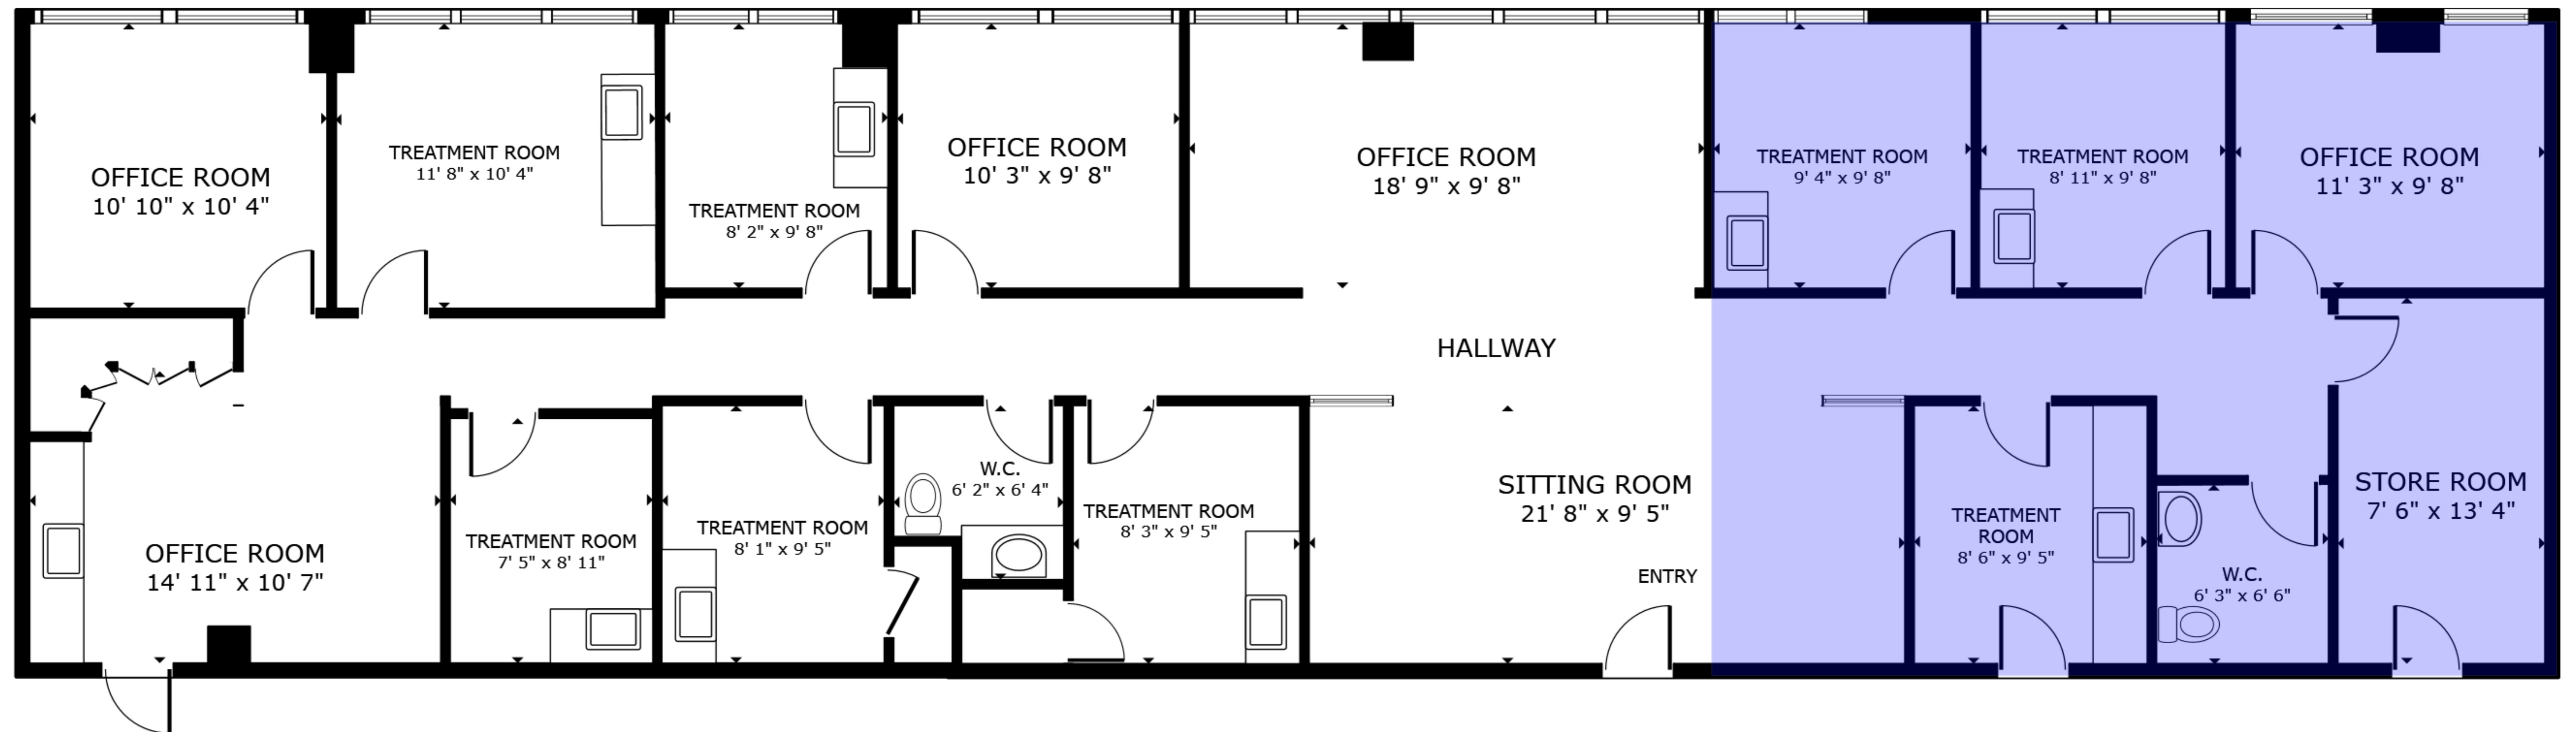 OFFICE ROOM
10' 10" x 10' 4"
TREATMENT ROOM
11' 8" x 10' 4"
TREATMENT ROOM
8' 2" x 9' 8"
OFFICE ROOM
10' 3" x 9' 8"
OFFICE ROOM
18' 9" x 9' 8"
TREATMENT ROOM
9' 4" x 9' 8"
TREATMENT ROOM
8' 11" x 9' 8"
OFFICE ROOM
11' 3" x 9' 8"
HALLWAY
OFFICE ROOM
14' 11" x 10' 7"
TREATMENT ROOM
7' 5" x 8' 11"
TREATMENT ROOM
8' 1" x 9' 5"
W.C.
6' 2" x 6' 4"
TREATMENT ROOM
8' 3" x 9' 5"
SITTING ROOM
21' 8" x 9' 5"
ENTRY
TREATMENT
ROOM
8' 6" x 9' 5"
W.C.
6' 3" x 6' 6"
STORE ROOM
7' 6" x 13' 4"